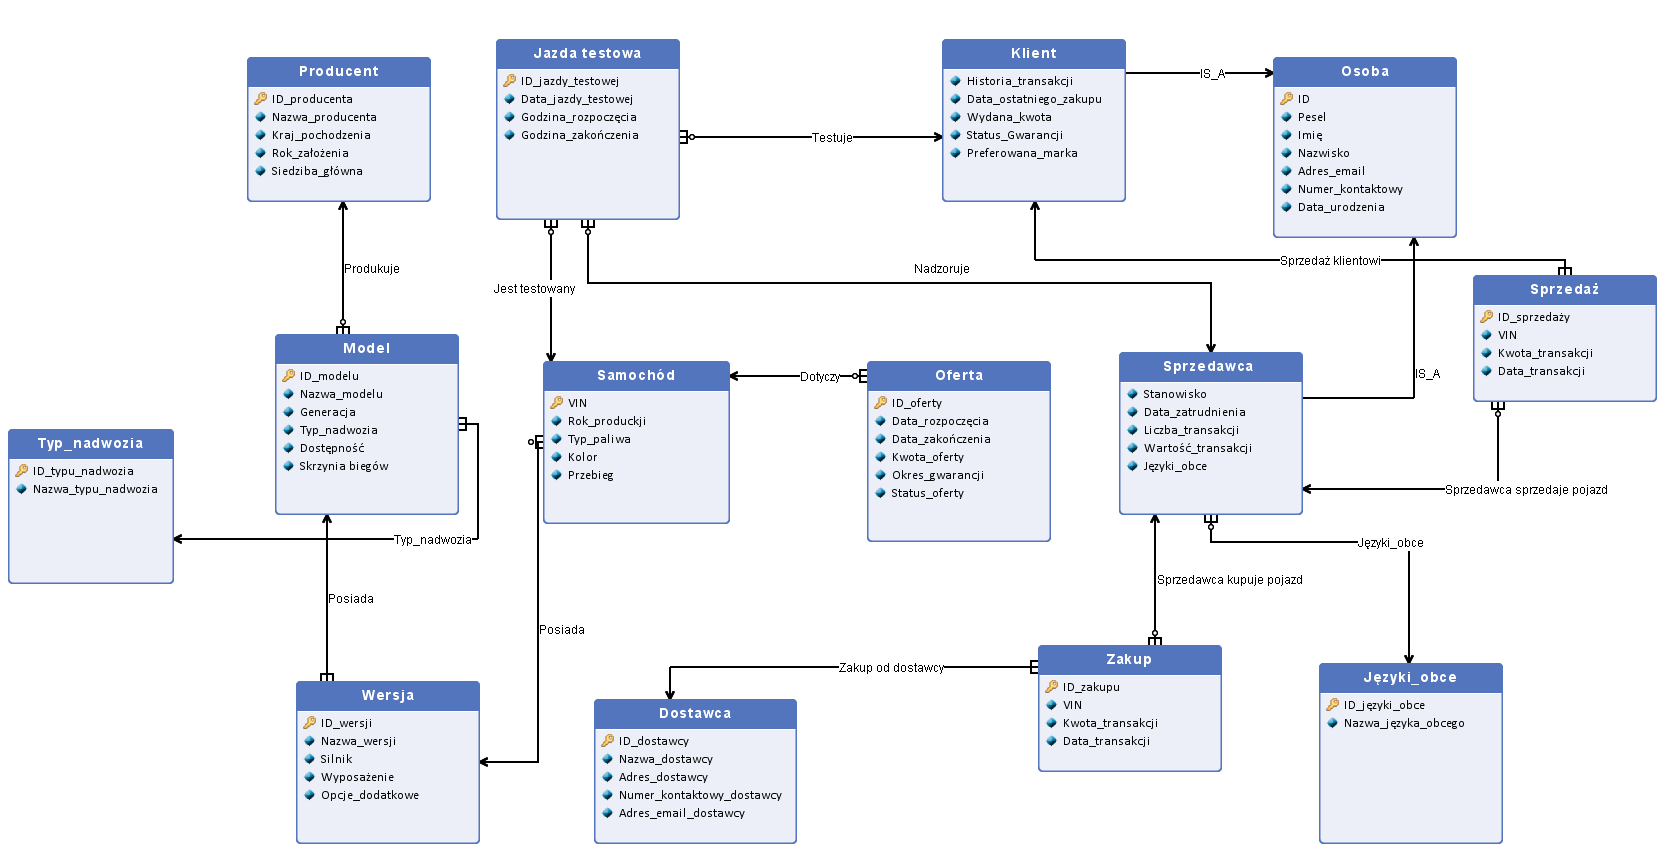 Producent
ID_producenta
Nazwa_producenta
Kraj_pochodzenia
Rok_założenia
Siedziba_główna
Jazda testowa
ID_jazdy_testowej
Data_jazdy_testowej
Godzina_rozpoczęcia
Godzina_zakończenia
Testuje
Klient
Historia_transakcji
Data_ostatniego_zakupu
Wydana_kwota
Status_Gwarancji
Preferowana_marka
IS_A
Osoba
ID
Pesel
Imię
Nazwisko
Adres_email
Numer_kontaktowy
Data_urodzenia
Produkuje
Jest testowany
Nadzoruje
Sprzedaż klientowi
Sprzedaż
ID_sprzedaży
VIN
Kwota_transakcji
Data_transakcji
Model
ID_modelu
Nazwa_modelu
Generacja
Typ_nadwozia
Dostępność
Skrzynia biegów
Samochód
VIN
Rok_produckji
Typ_paliwa
Kolor
Przebieg
Dotyczy
Oferta
ID_oferty
Data_rozpoczęcia
Data_zakończenia
Kwota_oferty
Okres_gwarancji
Status_oferty
Sprzedawca
Stanowisko
Data_zatrudnienia
Liczba_transakcji
Wartość_transakcji
Języki_obce
IS_A
Sprzedawca sprzedaje pojazd
Typ_nadwozia
ID_typu_nadwozia
Nazwa_typu_nadwozia
Typ_nadwozia
Języki_obce
Sprzedawca kupuje pojazd
Posiada
Posiada
Zakup od dostawcy
Wersja
ID_wersji
Nazwa_wersji
Silnik
Wyposażenie
Opcje_dodatkowe
Dostawca
ID_dostawcy
Nazwa_dostawcy
Adres_dostawcy
Numer_kontaktowy_dostawcy
Adres_email_dostawcy
Zakup
ID_zakupu
VIN
Kwota_transakcji
Data_transakcji
Języki_obce
ID_języki_obce
Nazwa_języka_obcego